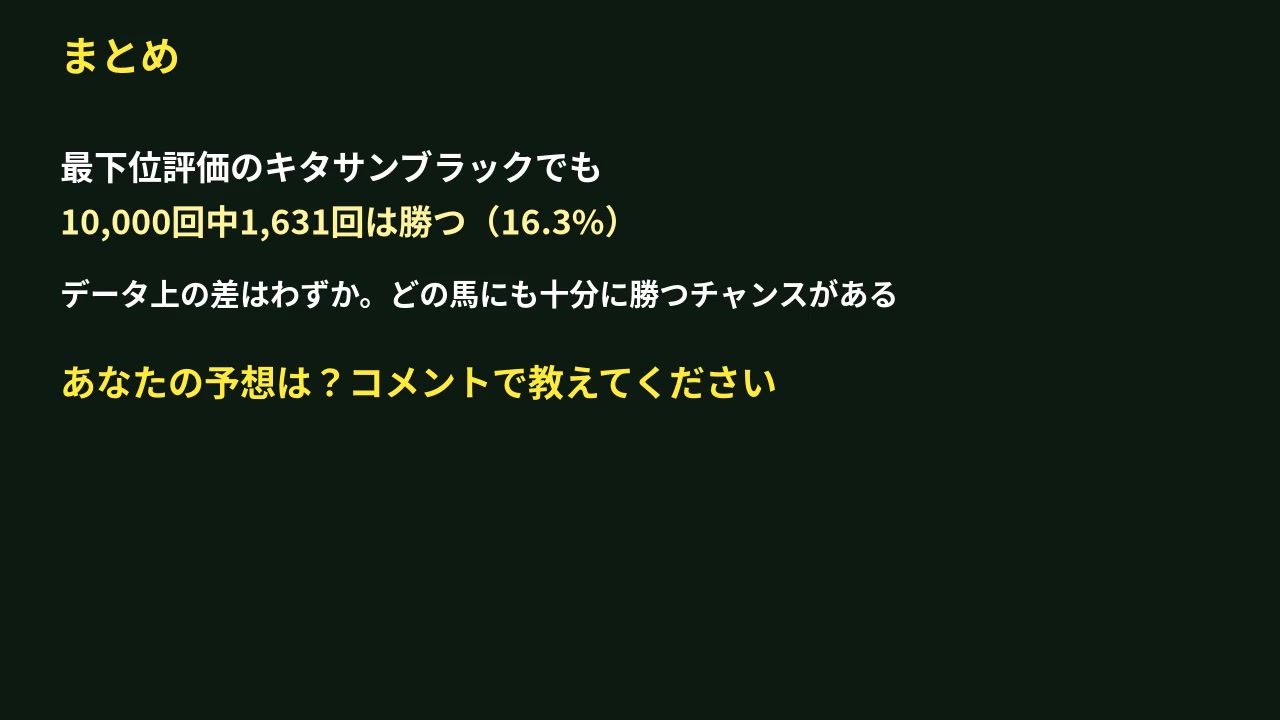 まとめ
最下位評価のキタサンブラックでも
10,000回中1,631回は勝つ（16.3%）
データ上の差はわずか。どの馬にも十分に勝つチャンスがある
あなたの予想は？コメントで教えてください